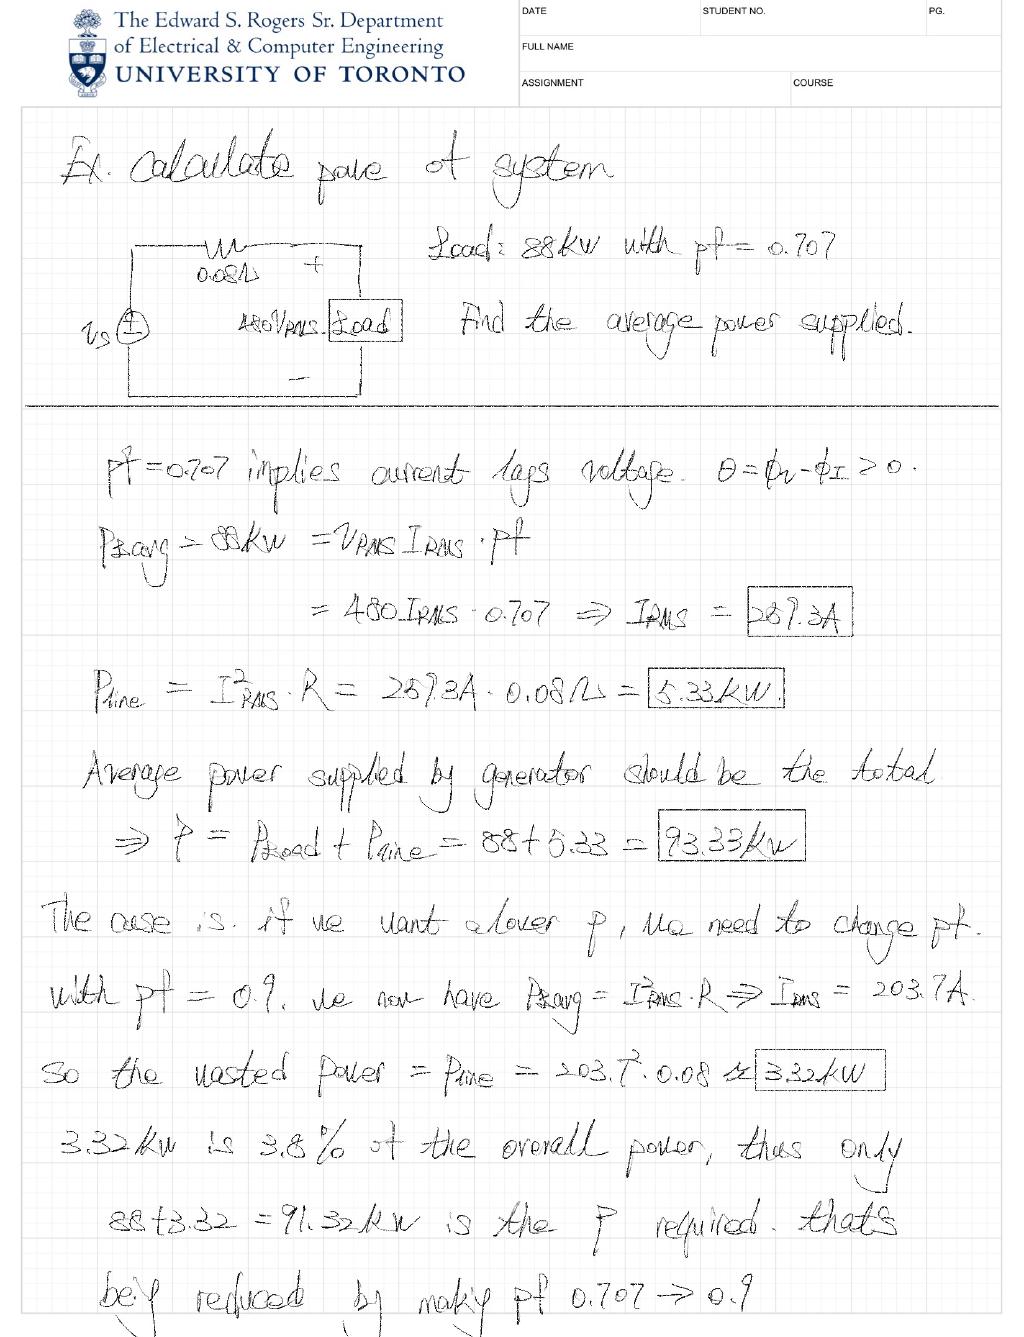 The Edward S. Rogers Sr. Department
of Electrical & Computer Engineering
UNIVERSITY OF TORONTO
DATE
STUDENT NO.
PG.
FULL NAME
ASSIGNMENT
COURSE
Ex. Calculate powe of system
Load: 88kW with pf = 0.707
0.08Ω
+
Vs
480VRMS
Load
Find the average power supplied.
−
pf = 0.707 implies current lags voltage. θ = φv - φI > 0.
PLavg = 88kW = VRMS IRMS · pf
= 480 IRMS · 0.707 ⇒ IRMS = 259.3A
Pline = I²RMS · R = 259.3A · 0.08Ω = 5.33kW.
Average power supplied by generator should be the total
⇒ P = PLoad + Pline = 88+5.33 = 93.33kW
The case is. if we want a lower P, we need to change pf.
with pf = 0.9. we now have PLavg = I²RMS · R ⇒ IRMS = 203.7A.
So the wasted Power = Pline = 203.7² · 0.08 ≈ 3.32kW
3.32kW is 3.8% of the overall power, thus only
88+3.32 = 91.32kW is the P required. that's
beig reduced by makig pf 0.707 → 0.9